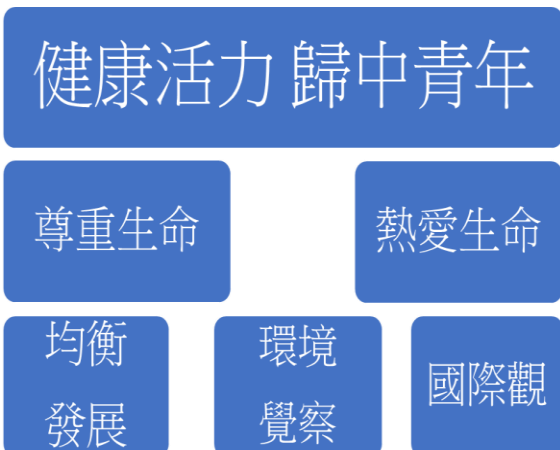 健康活力 歸中青年
尊重生命
熱愛生命
均衡
發展
環境
覺察
國際觀